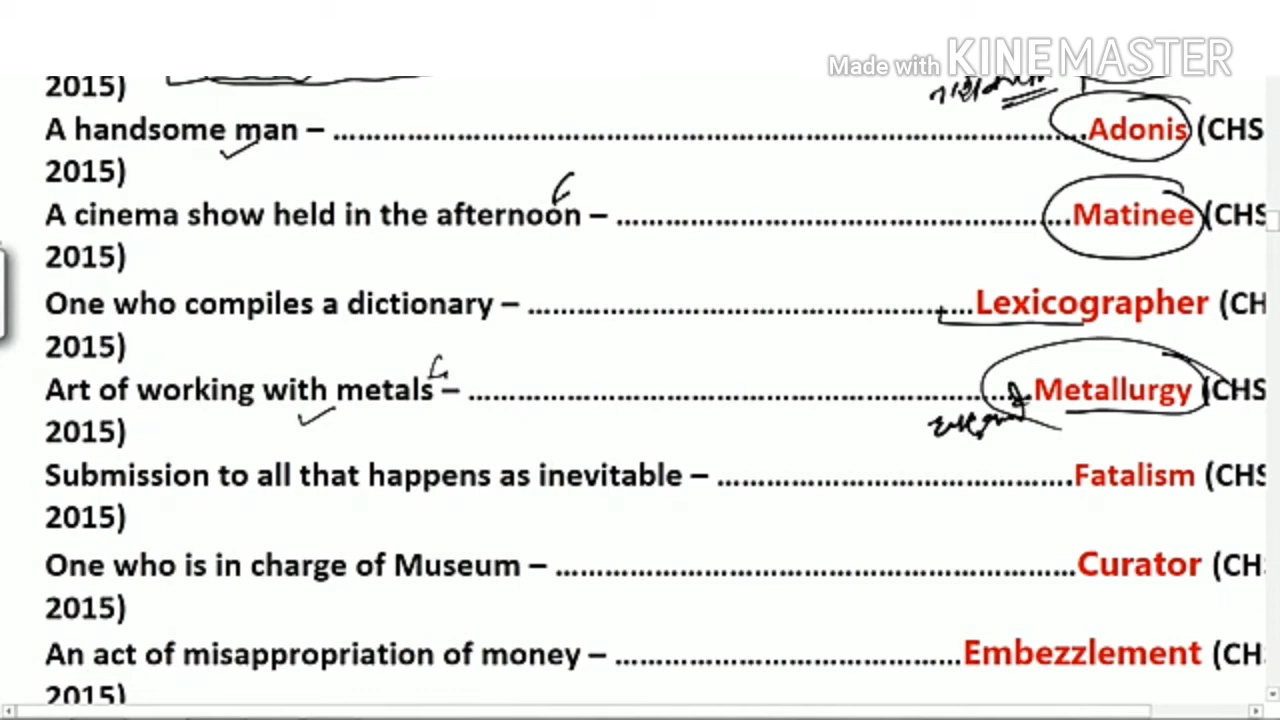 Made with KINEMASTER
2015)
A handsome man – ........................................................................................Adonis (CHS
2015)
A cinema show held in the afternoon – .....................................................Matinee (CHS
2015)
One who compiles a dictionary – ....................................................Lexicographer (CH
2015)
Art of working with metals – ..................................................................Metallurgy (CHS
2015)
Submission to all that happens as inevitable – .........................................Fatalism (CHS
2015)
One who is in charge of Museum – .............................................................Curator (CH
2015)
An act of misappropriation of money – ........................................Embezzlement (CH
2015)